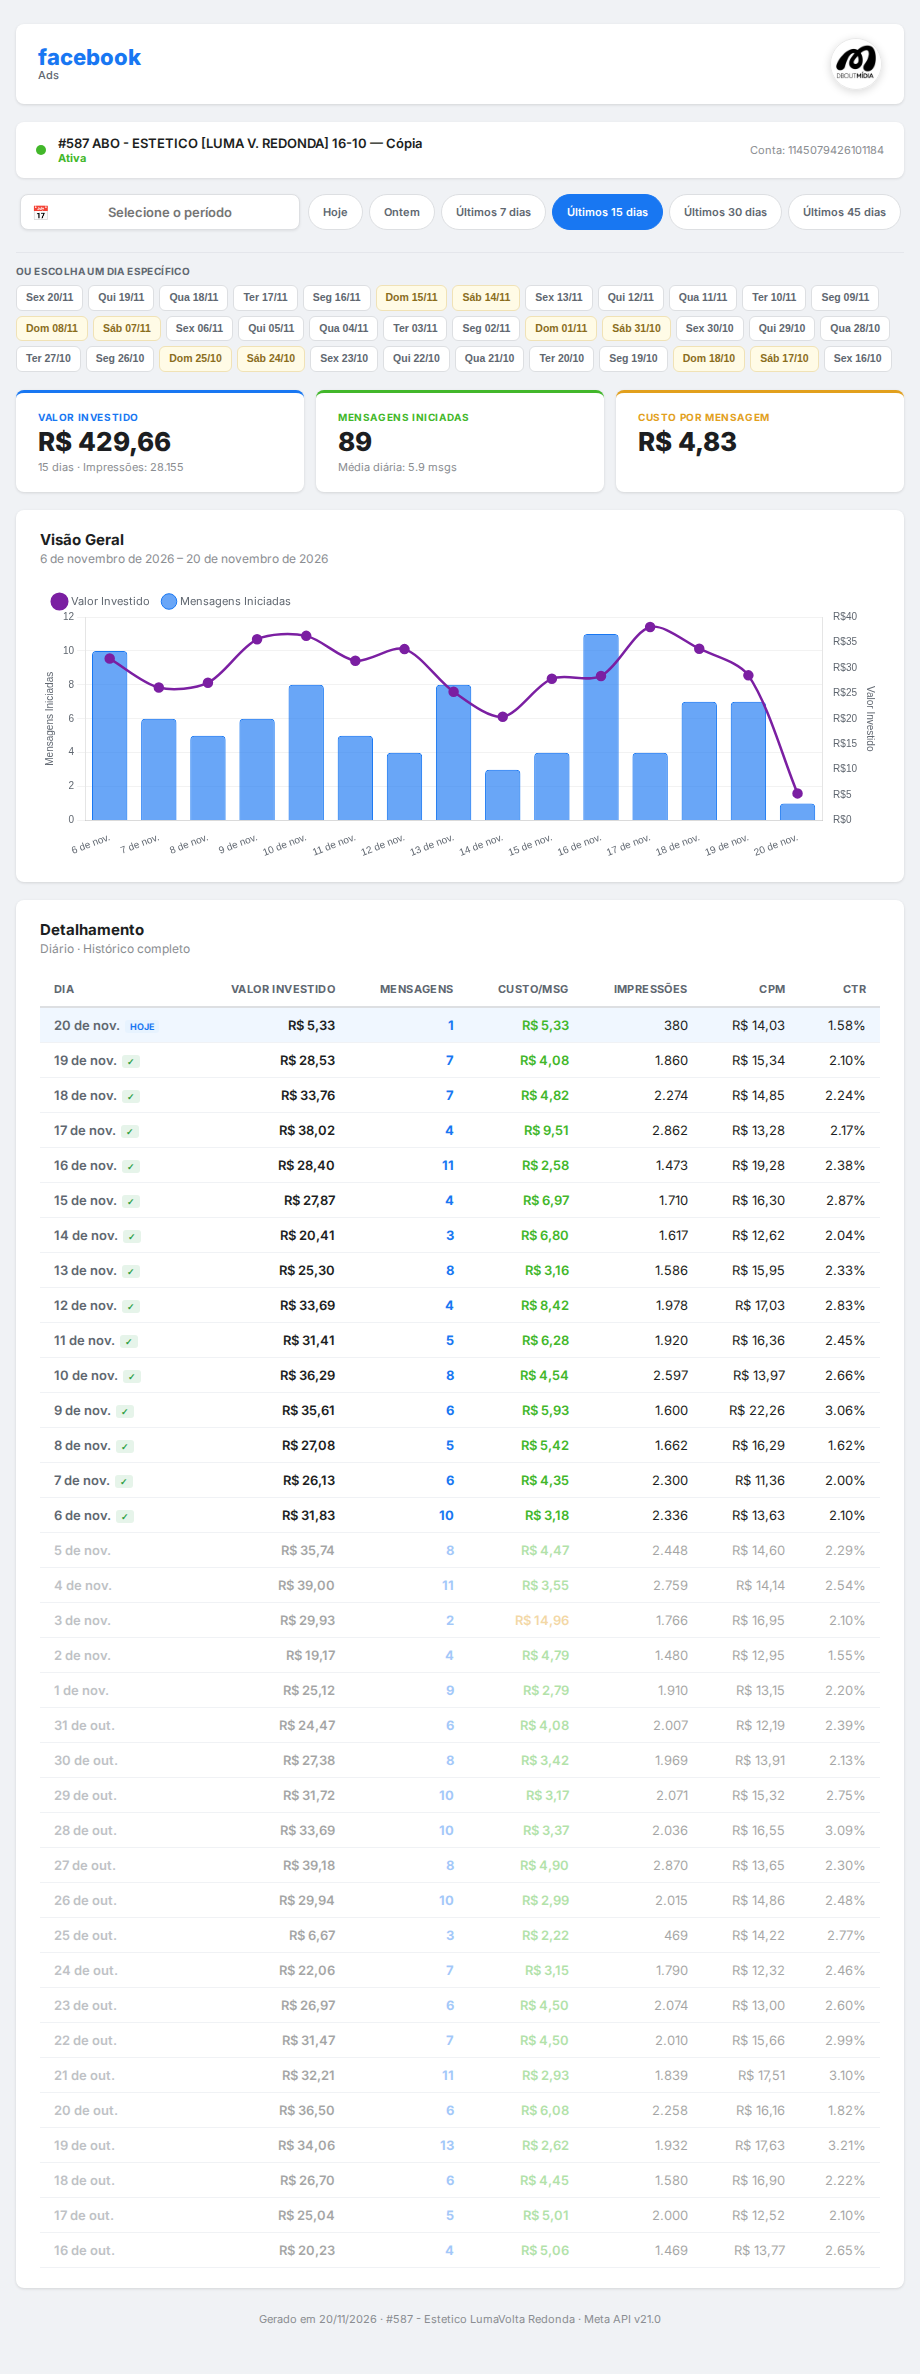 facebook
Ads
DBOUTMÍDIA
#587 ABO - ESTETICO [LUMA V. REDONDA] 16-10 — Cópia
Ativa
Conta: 1145079426101184
Selecione o período
Hoje
Ontem
Últimos 7 dias
Últimos 15 dias
Últimos 30 dias
Últimos 45 dias
OU ESCOLHA UM DIA ESPECÍFICO
Sex 20/11 Qui 19/11 Qua 18/11 Ter 17/11 Seg 16/11 Dom 15/11 Sáb 14/11 Sex 13/11 Qui 12/11 Qua 11/11 Ter 10/11 Seg 09/11
Dom 08/11 Sáb 07/11 Sex 06/11 Qui 05/11 Qua 04/11 Ter 03/11 Seg 02/11 Dom 01/11 Sáb 31/10 Sex 30/10 Qui 29/10 Qua 28/10
Ter 27/10 Seg 26/10 Dom 25/10 Sáb 24/10 Sex 23/10 Qui 22/10 Qua 21/10 Ter 20/10 Seg 19/10 Dom 18/10 Sáb 17/10 Sex 16/10
VALOR INVESTIDO
R$ 429,66
15 dias · Impressões: 28.155
MENSAGENS INICIADAS
89
Média diária: 5.9 msgs
CUSTO POR MENSAGEM
R$ 4,83
Visão Geral
6 de novembro de 2026 – 20 de novembro de 2026
Valor Investido Mensagens Iniciadas
12
10
8
6
4
2
0
Mensagens Iniciadas
R$40
R$35
R$30
R$25
R$20
R$15
R$10
R$5
R$0
Valor Investido
6 de nov. 7 de nov. 8 de nov. 9 de nov. 10 de nov. 11 de nov. 12 de nov. 13 de nov. 14 de nov. 15 de nov. 16 de nov. 17 de nov. 18 de nov. 19 de nov. 20 de nov.
Detalhamento
Diário · Histórico completo
DIA VALOR INVESTIDO MENSAGENS CUSTO/MSG IMPRESSÕES CPM CTR
20 de nov. HOJE R$ 5,33 1 R$ 5,33 380 R$ 14,03 1.58%
19 de nov. ✓ R$ 28,53 7 R$ 4,08 1.860 R$ 15,34 2.10%
18 de nov. ✓ R$ 33,76 7 R$ 4,82 2.274 R$ 14,85 2.24%
17 de nov. ✓ R$ 38,02 4 R$ 9,51 2.862 R$ 13,28 2.17%
16 de nov. ✓ R$ 28,40 11 R$ 2,58 1.473 R$ 19,28 2.38%
15 de nov. ✓ R$ 27,87 4 R$ 6,97 1.710 R$ 16,30 2.87%
14 de nov. ✓ R$ 20,41 3 R$ 6,80 1.617 R$ 12,62 2.04%
13 de nov. ✓ R$ 25,30 8 R$ 3,16 1.586 R$ 15,95 2.33%
12 de nov. ✓ R$ 33,69 4 R$ 8,42 1.978 R$ 17,03 2.83%
11 de nov. ✓ R$ 31,41 5 R$ 6,28 1.920 R$ 16,36 2.45%
10 de nov. ✓ R$ 36,29 8 R$ 4,54 2.597 R$ 13,97 2.66%
9 de nov. ✓ R$ 35,61 6 R$ 5,93 1.600 R$ 22,26 3.06%
8 de nov. ✓ R$ 27,08 5 R$ 5,42 1.662 R$ 16,29 1.62%
7 de nov. ✓ R$ 26,13 6 R$ 4,35 2.300 R$ 11,36 2.00%
6 de nov. ✓ R$ 31,83 10 R$ 3,18 2.336 R$ 13,63 2.10%
5 de nov. R$ 35,74 8 R$ 4,47 2.448 R$ 14,60 2.29%
4 de nov. R$ 39,00 11 R$ 3,55 2.759 R$ 14,14 2.54%
3 de nov. R$ 29,93 2 R$ 14,96 1.766 R$ 16,95 2.10%
2 de nov. R$ 19,17 4 R$ 4,79 1.480 R$ 12,95 1.55%
1 de nov. R$ 25,12 9 R$ 2,79 1.910 R$ 13,15 2.20%
31 de out. R$ 24,47 6 R$ 4,08 2.007 R$ 12,19 2.39%
30 de out. R$ 27,38 8 R$ 3,42 1.969 R$ 13,91 2.13%
29 de out. R$ 31,72 10 R$ 3,17 2.071 R$ 15,32 2.75%
28 de out. R$ 33,69 10 R$ 3,37 2.036 R$ 16,55 3.09%
27 de out. R$ 39,18 8 R$ 4,90 2.870 R$ 13,65 2.30%
26 de out. R$ 29,94 10 R$ 2,99 2.015 R$ 14,86 2.48%
25 de out. R$ 6,67 3 R$ 2,22 469 R$ 14,22 2.77%
24 de out. R$ 22,06 7 R$ 3,15 1.790 R$ 12,32 2.46%
23 de out. R$ 26,97 6 R$ 4,50 2.074 R$ 13,00 2.60%
22 de out. R$ 31,47 7 R$ 4,50 2.010 R$ 15,66 2.99%
21 de out. R$ 32,21 11 R$ 2,93 1.839 R$ 17,51 3.10%
20 de out. R$ 36,50 6 R$ 6,08 2.258 R$ 16,16 1.82%
19 de out. R$ 34,06 13 R$ 2,62 1.932 R$ 17,63 3.21%
18 de out. R$ 26,70 6 R$ 4,45 1.580 R$ 16,90 2.22%
17 de out. R$ 25,04 5 R$ 5,01 2.000 R$ 12,52 2.10%
16 de out. R$ 20,23 4 R$ 5,06 1.469 R$ 13,77 2.65%
Gerado em 20/11/2026 · #587 - Estetico LumaVolta Redonda · Meta API v21.0